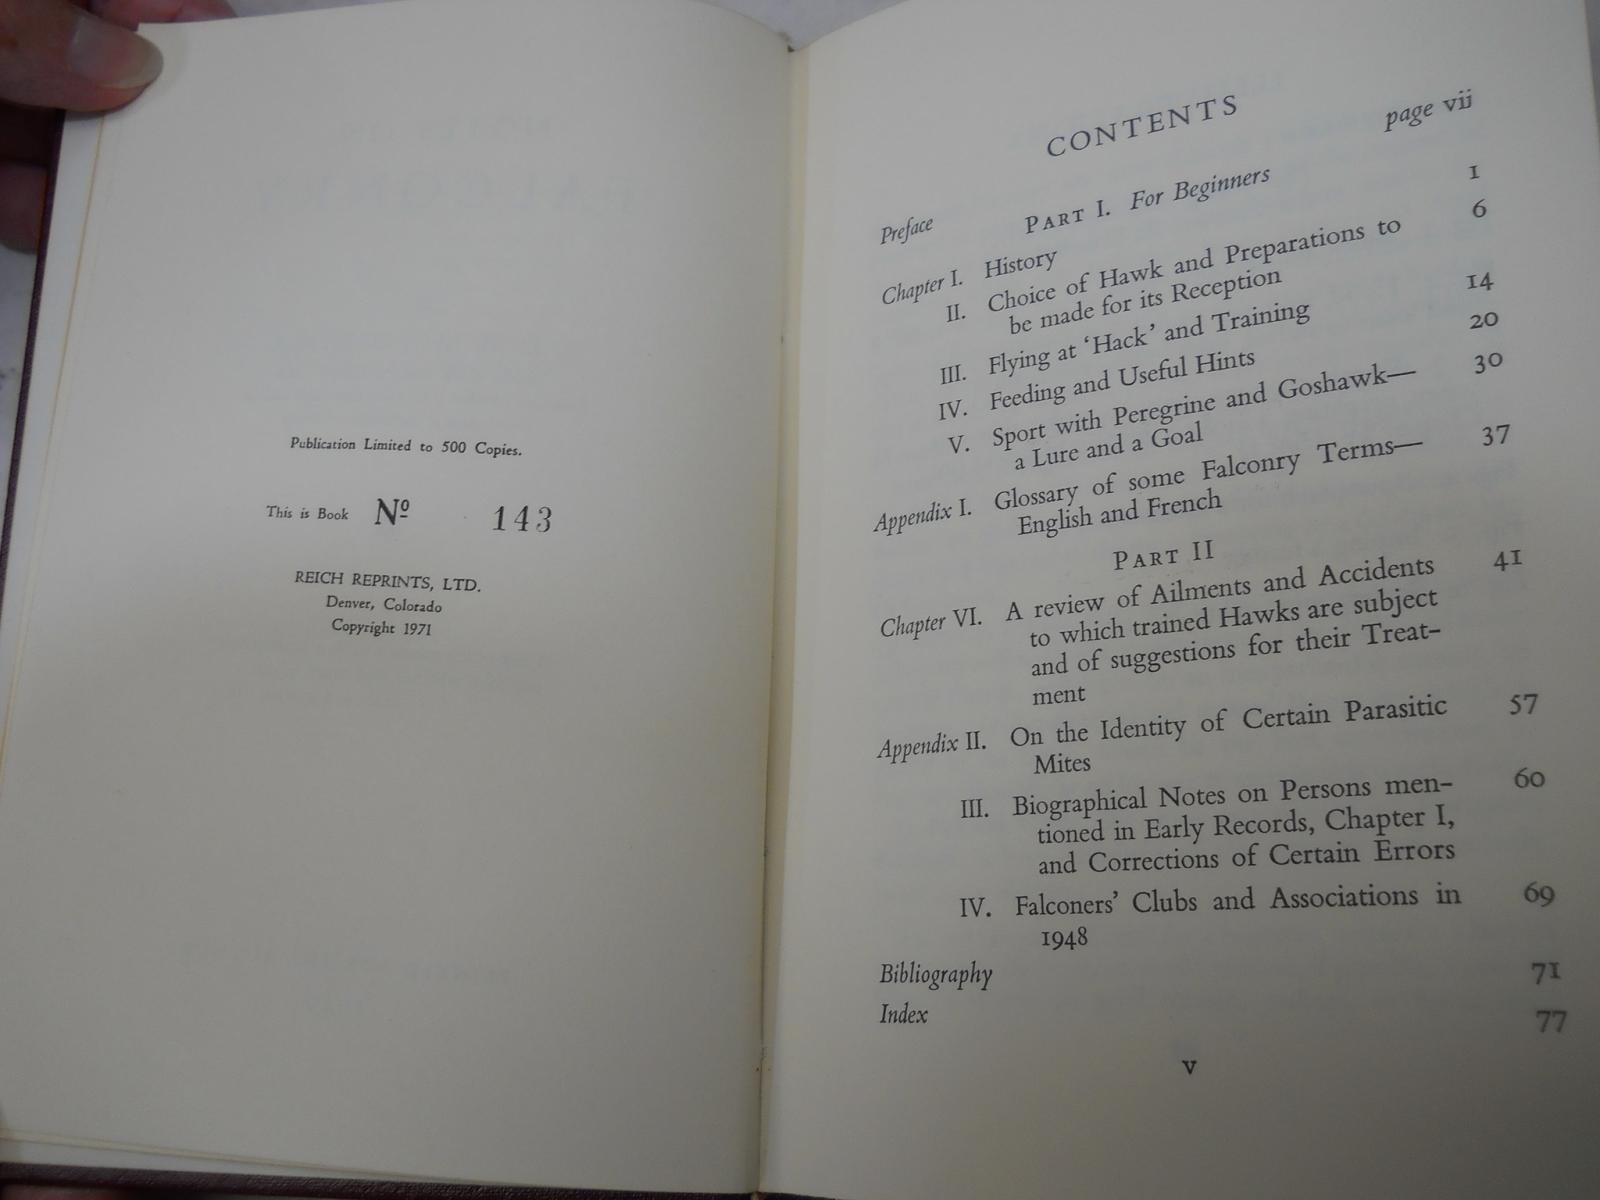 Publication Limited to 500 Copies.
This is Book Nº 143
REICH REPRINTS, LTD.
Denver, Colorado
Copyright 1971
CONTENTS
Preface page vii
PART I. For Beginners
Chapter I. History 1
II. Choice of Hawk and Preparations to 6
be made for its Reception
III. Flying at ‘Hack’ and Training 14
IV. Feeding and Useful Hints 20
V. Sport with Peregrine and Goshawk— 30
a Lure and a Goal
Appendix I. Glossary of some Falconry Terms— 37
English and French
PART II
Chapter VI. A review of Ailments and Accidents 41
to which trained Hawks are subject
and of suggestions for their Treat-
ment
Appendix II. On the Identity of Certain Parasitic 57
Mites
III. Biographical Notes on Persons men- 60
tioned in Early Records, Chapter I,
and Corrections of Certain Errors
IV. Falconers’ Clubs and Associations in 69
1948
Bibliography 71
Index 77
v